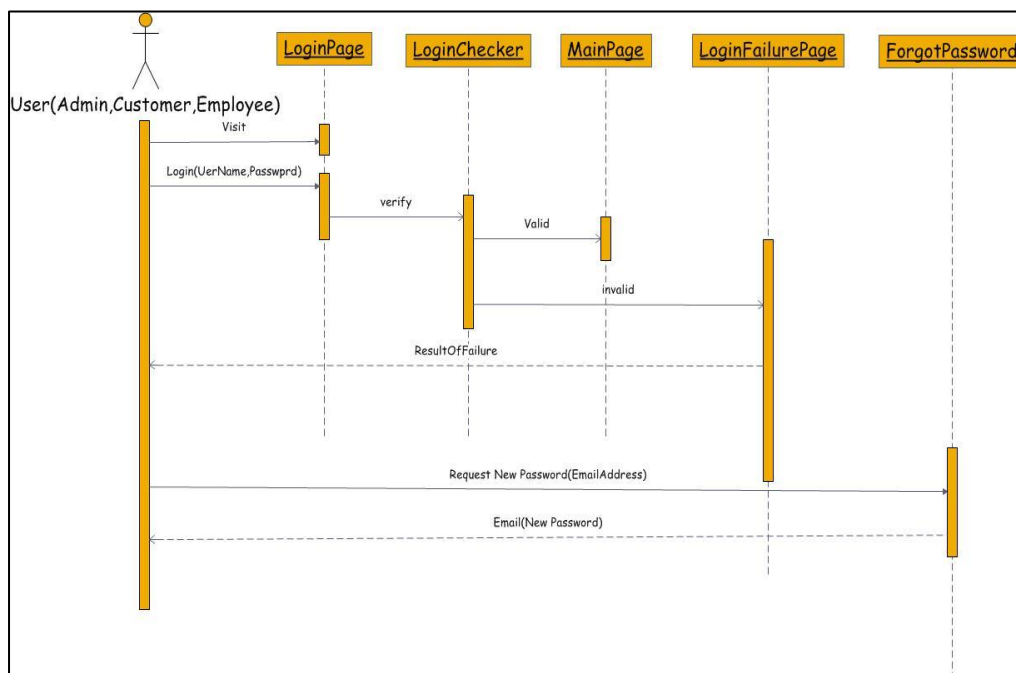 LoginPage
LoginChecker
MainPage
LoginFailurePage
ForgotPassword
User(Admin,Customer,Employee)
Visit
Login(UerName,Passwprd)
verify
Valid
invalid
ResultOfFailure
Request New Password(EmailAddress)
Email(New Password)